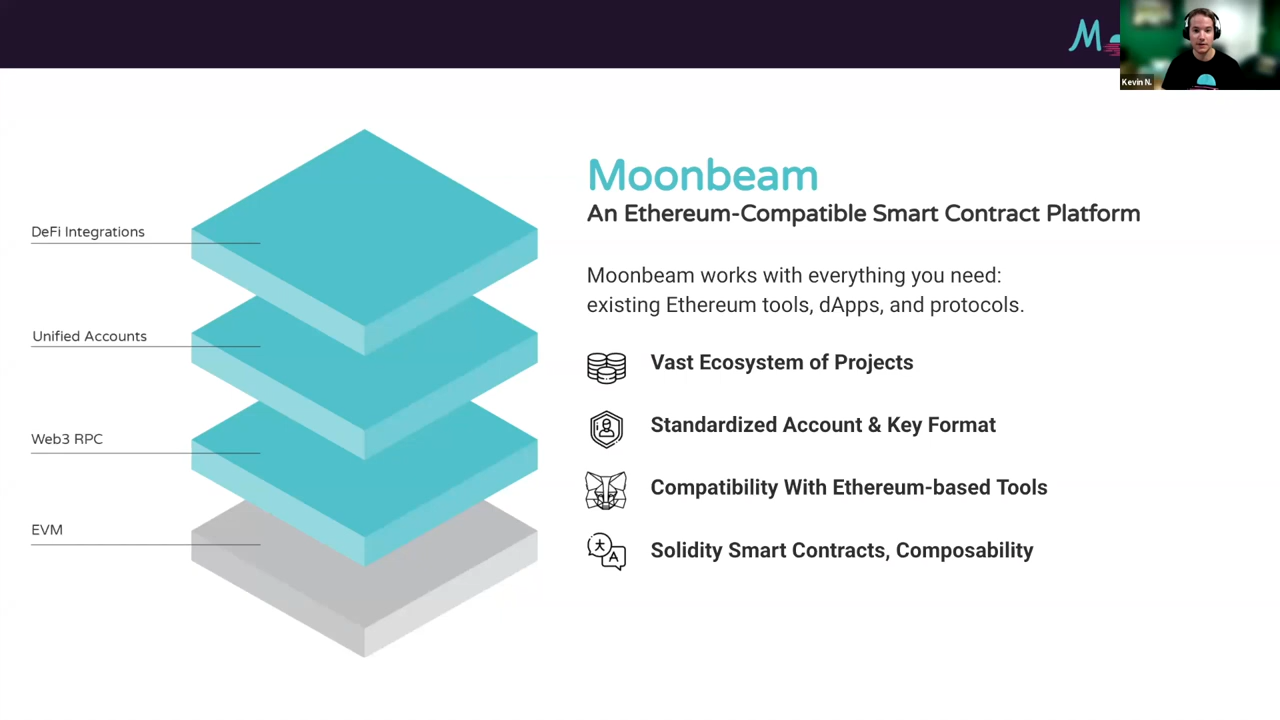 Kevin N.
Moonbeam
An Ethereum-Compatible Smart Contract Platform
Moonbeam works with everything you need:
existing Ethereum tools, dApps, and protocols.
Vast Ecosystem of Projects
Standardized Account & Key Format
Compatibility With Ethereum-based Tools
Solidity Smart Contracts, Composability
DeFi Integrations
Unified Accounts
Web3 RPC
EVM
文
A